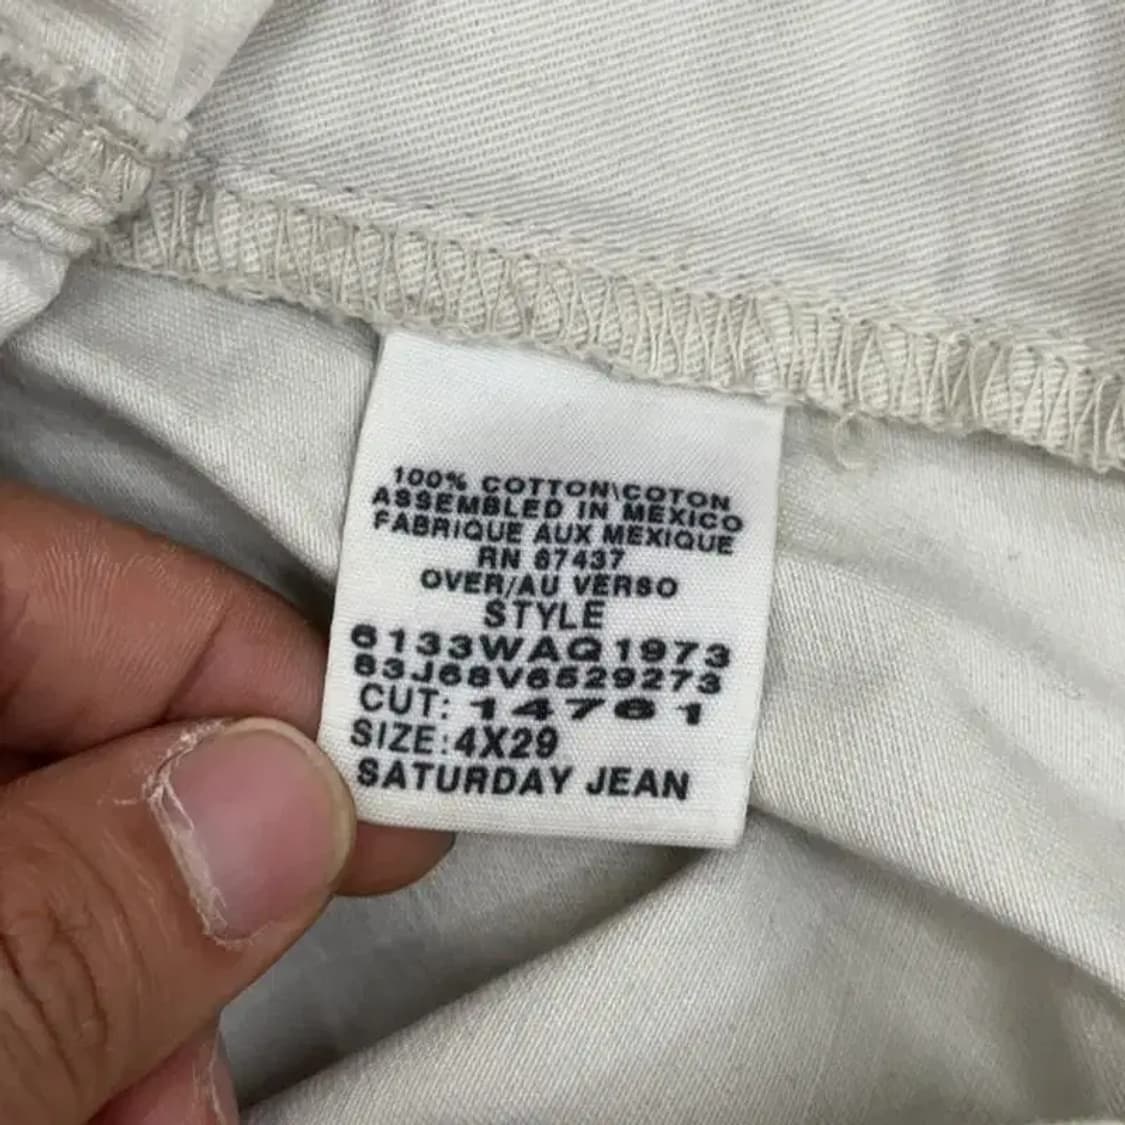 100% COTTON\COTON
ASSEMBLED IN MEXICO
FABRIQUE AUX MEXIQUE
RN 67437
OVER/AU VERSO
STYLE
6133WAQ1973
83J68V6529273
CUT: 14761
SIZE:4X29
SATURDAY JEAN